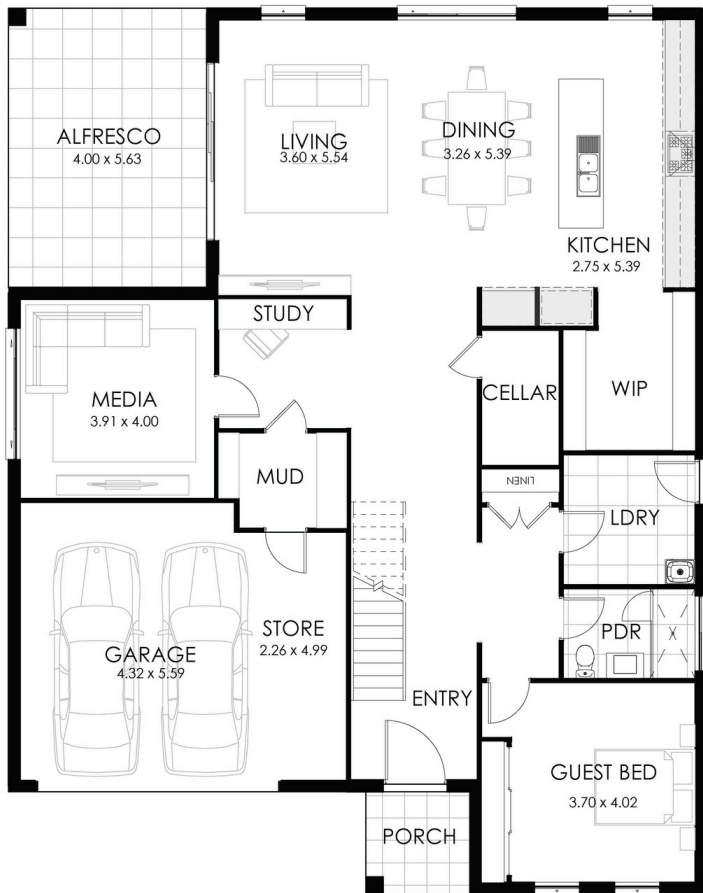 ALFRESCO
4.00 x 5.63
LIVING
3.60 x 5.54
DINING
3.26 x 5.39
KITCHEN
2.75 x 5.39
STUDY
MEDIA
3.91 x 4.00
CELLAR
WIP
MUD
LINEN
LDRY
GARAGE
4.32 x 5.59
STORE
2.26 x 4.99
PDR
ENTRY
GUEST BED
3.70 x 4.02
PORCH